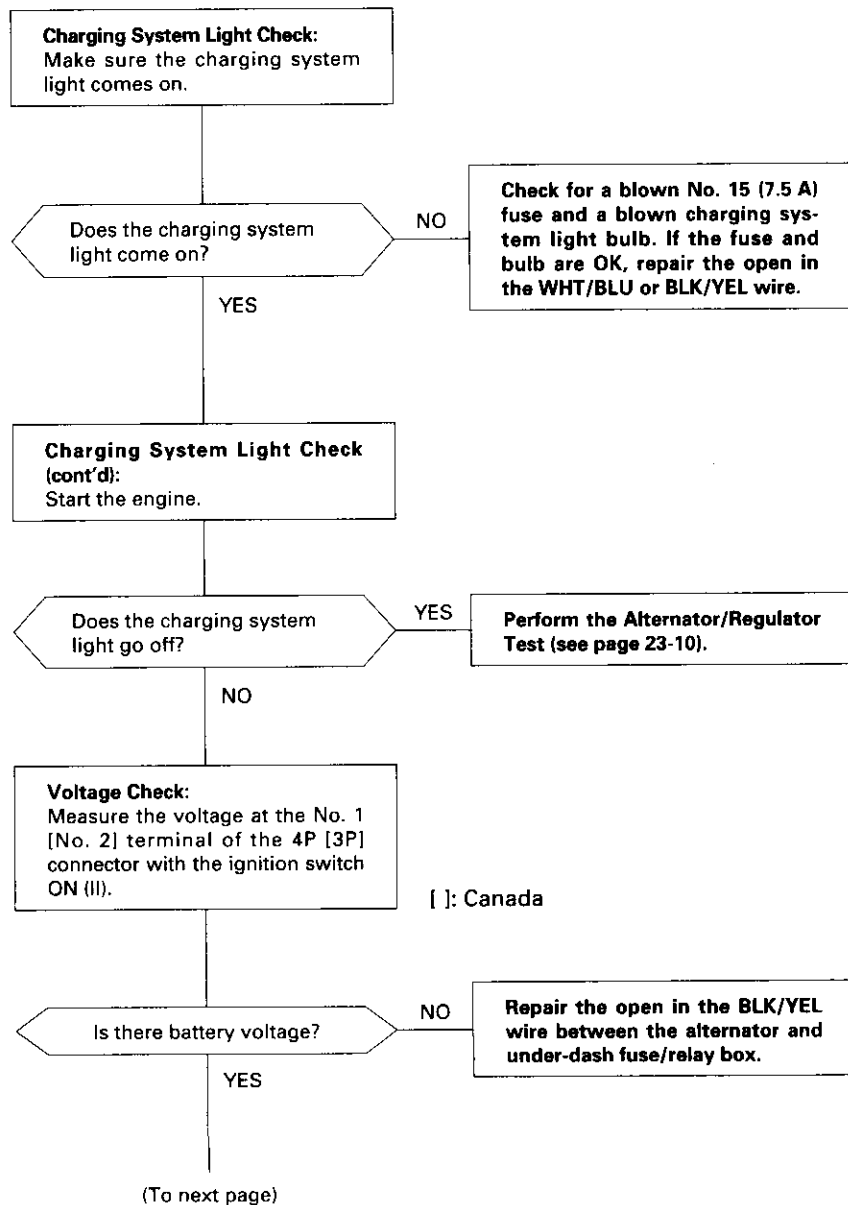 Charging System Light Check:
Make sure the charging system
light comes on.
Does the charging system
light come on?
NO
Check for a blown No. 15 (7.5 A)
fuse and a blown charging sys-
tem light bulb. If the fuse and
bulb are OK, repair the open in
the WHT/BLU or BLK/YEL wire.
YES
Charging System Light Check
(cont'd):
Start the engine.
Does the charging system
light go off?
YES
Perform the Alternator/Regulator
Test (see page 23-10).
NO
Voltage Check:
Measure the voltage at the No. 1
[No. 2] terminal of the 4P [3P]
connector with the ignition switch
ON (II).
[ ]: Canada
Is there battery voltage?
NO
Repair the open in the BLK/YEL
wire between the alternator and
under-dash fuse/relay box.
YES
(To next page)